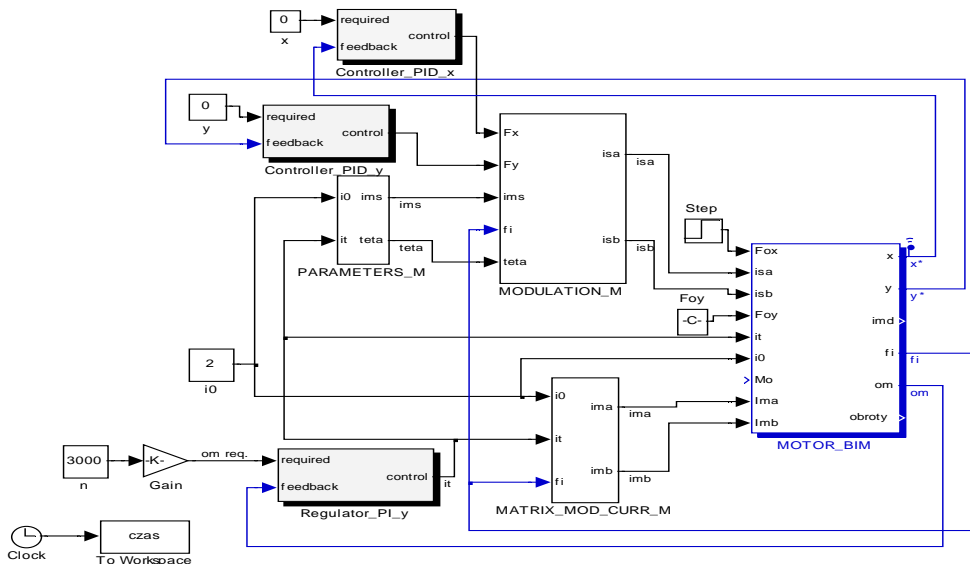 0
x
required
feedback
control
Controller_PID_x
0
y
required
feedback
control
Controller_PID_y
i0
it
ims
teta
PARAMETERS_M
ims
teta
Fx
Fy
ims
fi
teta
isa
isb
MODULATION_M
isa
isb
Step
Foy
-C-
Fox
isa
isb
Foy
it
i0
Mo
Ima
Imb
x
y
imd
fi
om
obroty
MOTOR_BIM
x*
y*
fi
om
2
i0
i0
it
fi
ima
imb
MATRIX_MOD_CURR_M
ima
imb
3000
n
-K-
Gain
om req.
required
feedback
control
Regulator_PI_y
it
Clock
czas
To Workspace